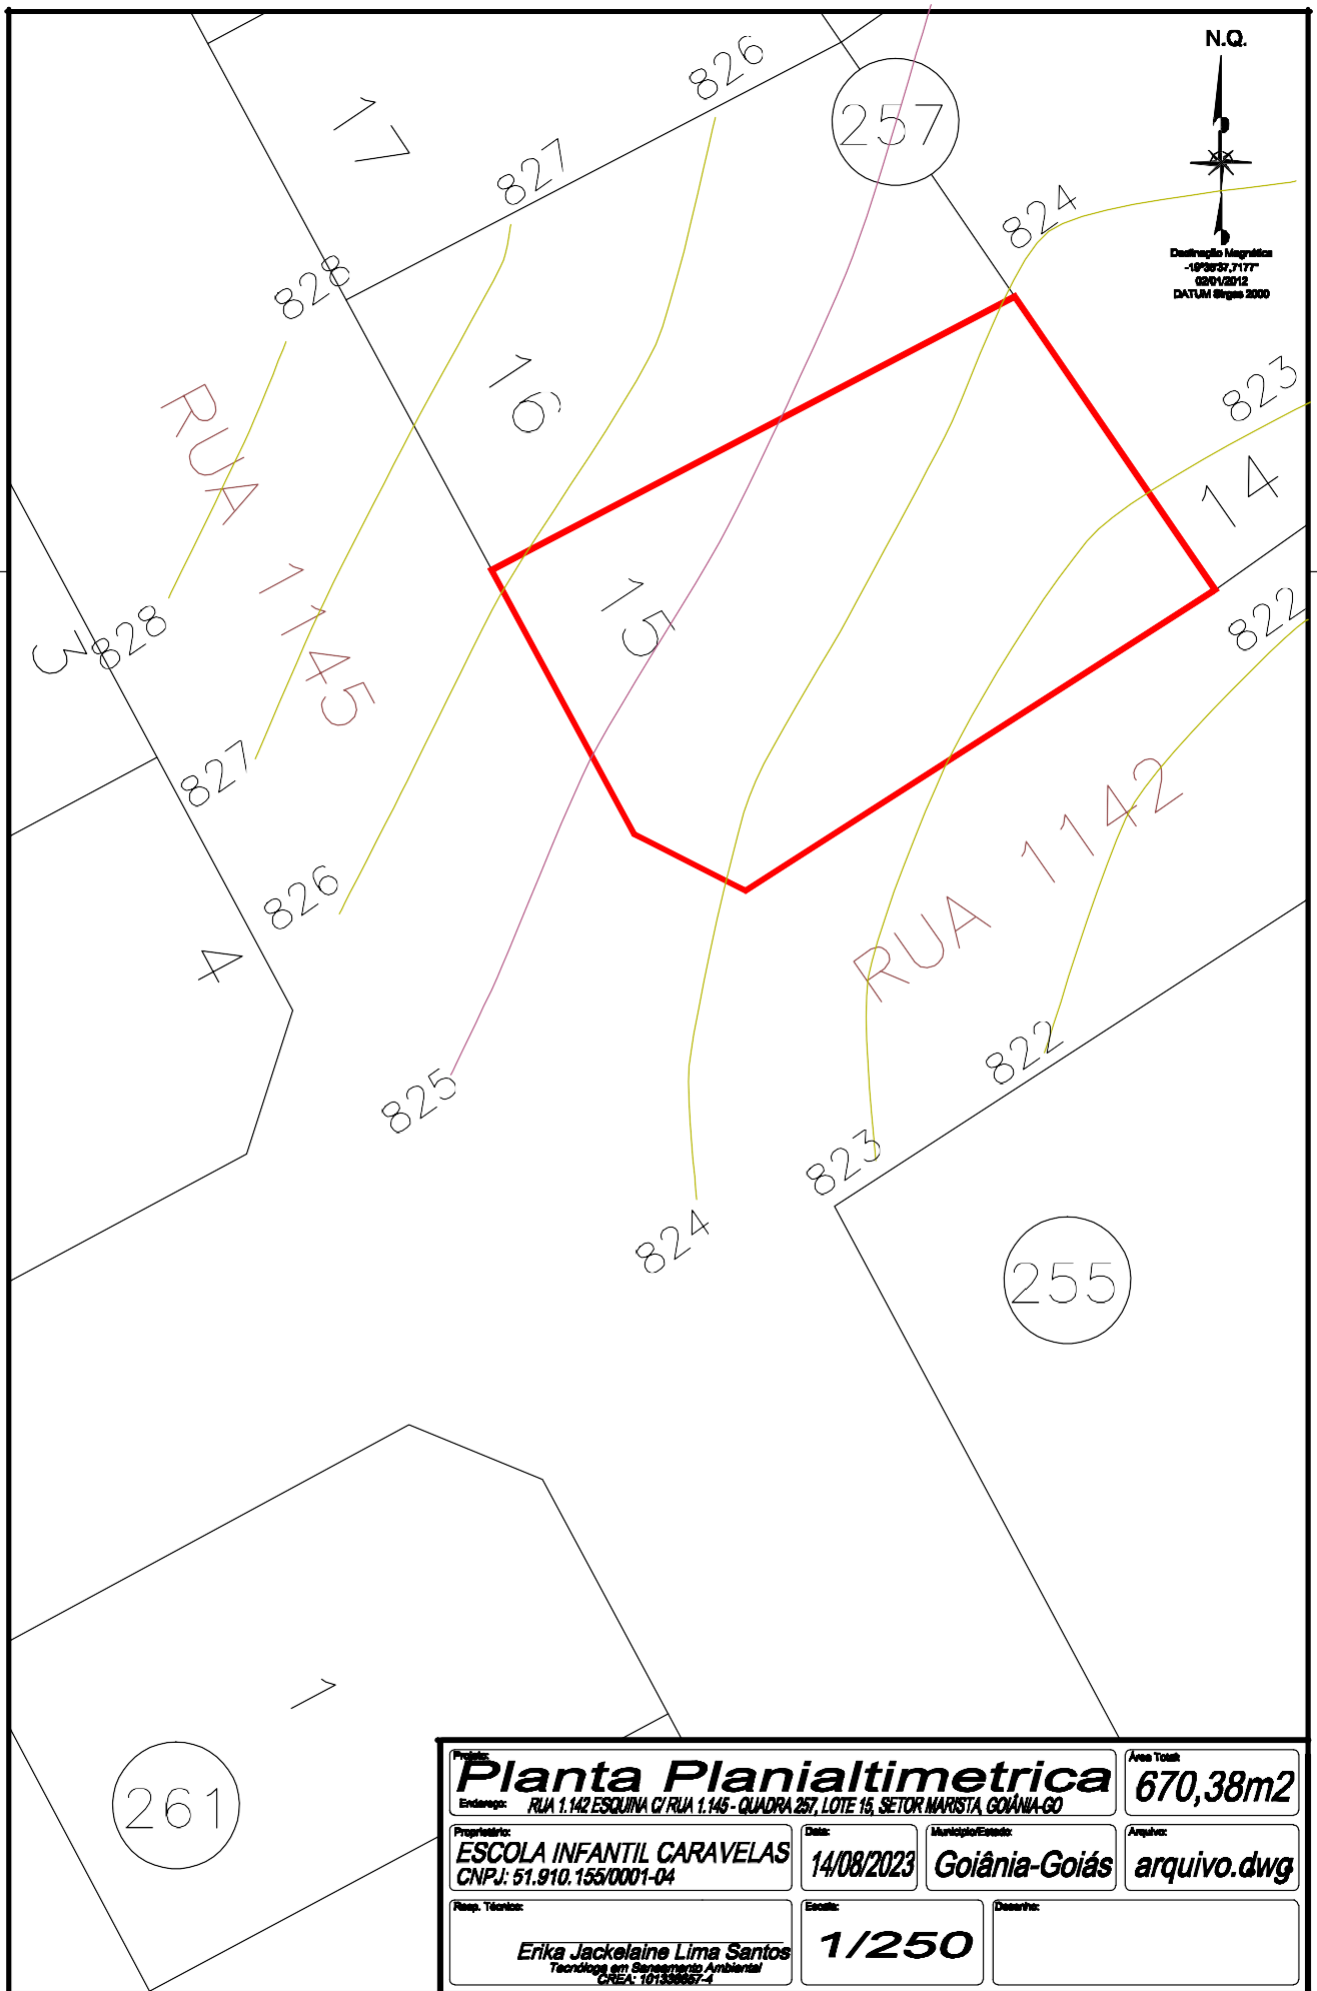 N.Q.
Declinação Magnética
02/01/2012
DATUM Sirgas 2000
826
257
17
827
824
828
16
823
RUA 1145
14
15
822
828
3
827
RUA 1142
826
4
822
825
823
824
255
1
261
Projeto:
Planta Planialtimetrica
Endereço: RUA 1.142 ESQUINA C/ RUA 1.145 - QUADRA 257, LOTE 15, SETOR MARISTA, GOIÂNIA-GO
Área Total:
670,38m2
Proprietário:
ESCOLA INFANTIL CARAVELAS
CNPJ: 51.910.155/0001-04
Data:
14/08/2023
Município/Estado:
Goiânia-Goiás
Arquivo:
arquivo.dwg
Resp. Técnico:
Erika Jackelaine Lima Santos
Tecnóloga em Saneamento Ambiental
CREA:
Escala:
1/250
Desenho: